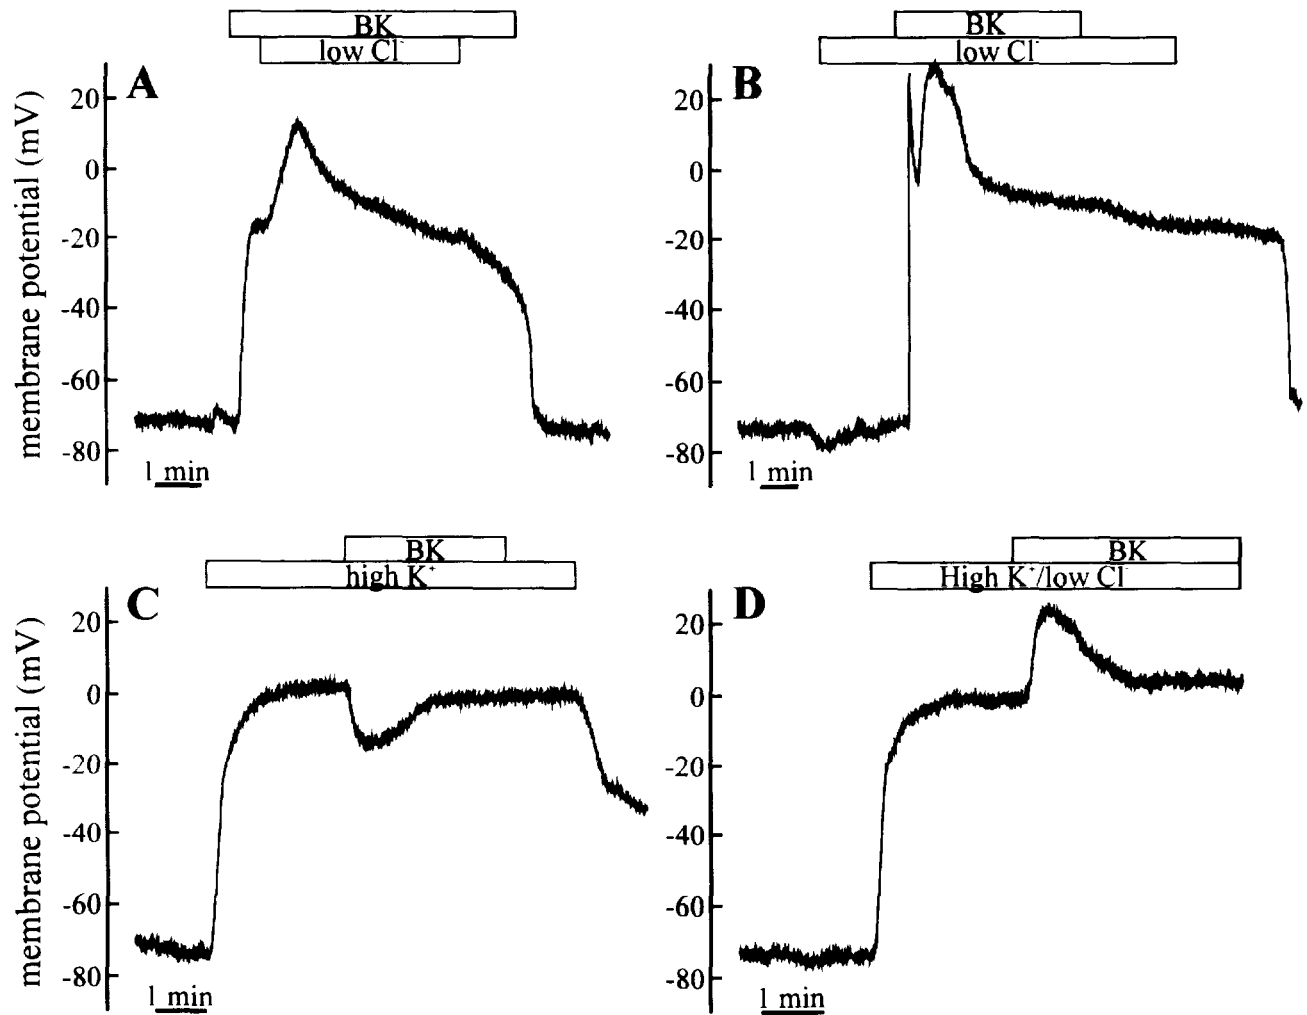 BK
low Cl⁻
A
membrane potential (mV)
20
0
-20
-40
-60
-80
1 min
BK
low Cl⁻
B
20
0
-20
-40
-60
-80
1 min
BK
high K⁺
C
membrane potential (mV)
20
0
-20
-40
-60
-80
1 min
BK
High K⁺/low Cl⁻
D
20
0
-20
-40
-60
-80
1 min